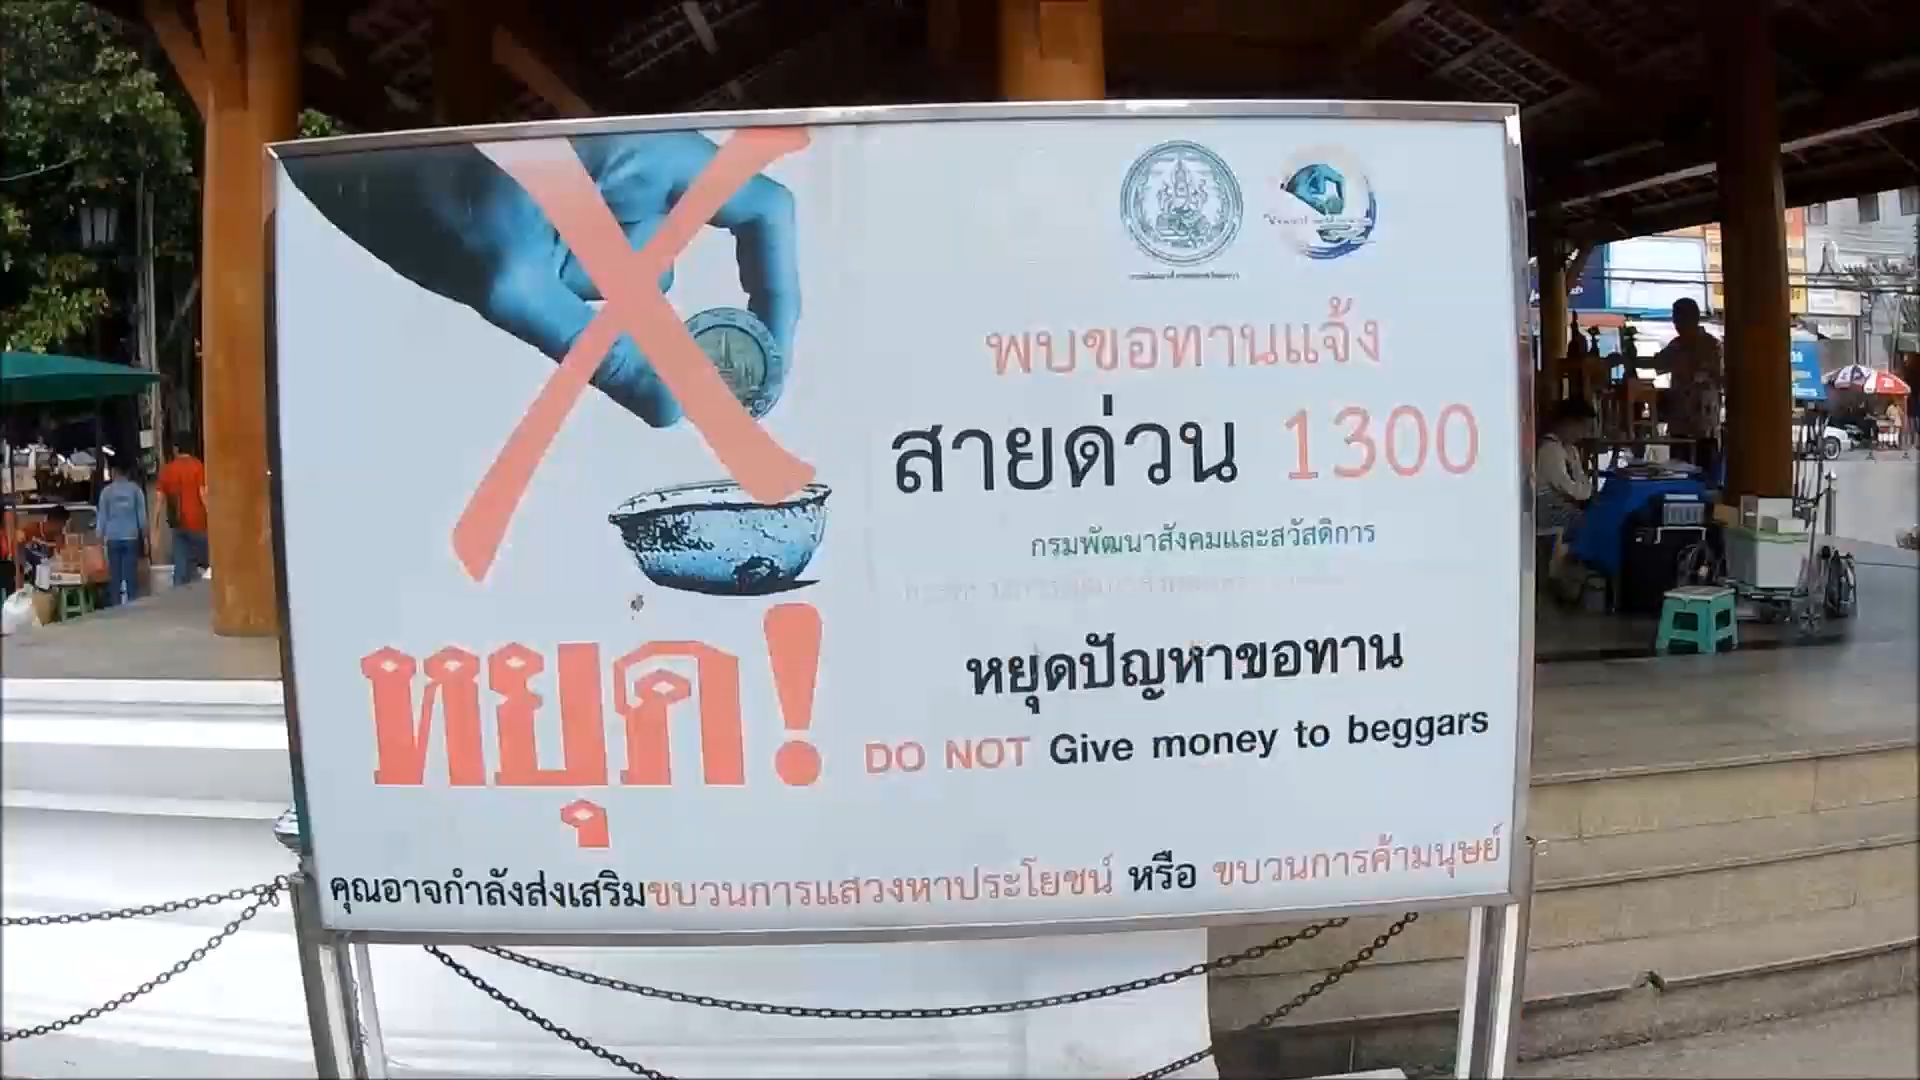 พบขอทานแจ้ง
สายด่วน 1300
กรมพัฒนาสังคมและสวัสดิการ
หยุด!
หยุดปัญหาขอทาน
DO NOT Give money to beggars
คุณอาจกำลังส่งเสริมขบวนการแสวงหาประโยชน์ หรือ ขบวนการค้ามนุษย์